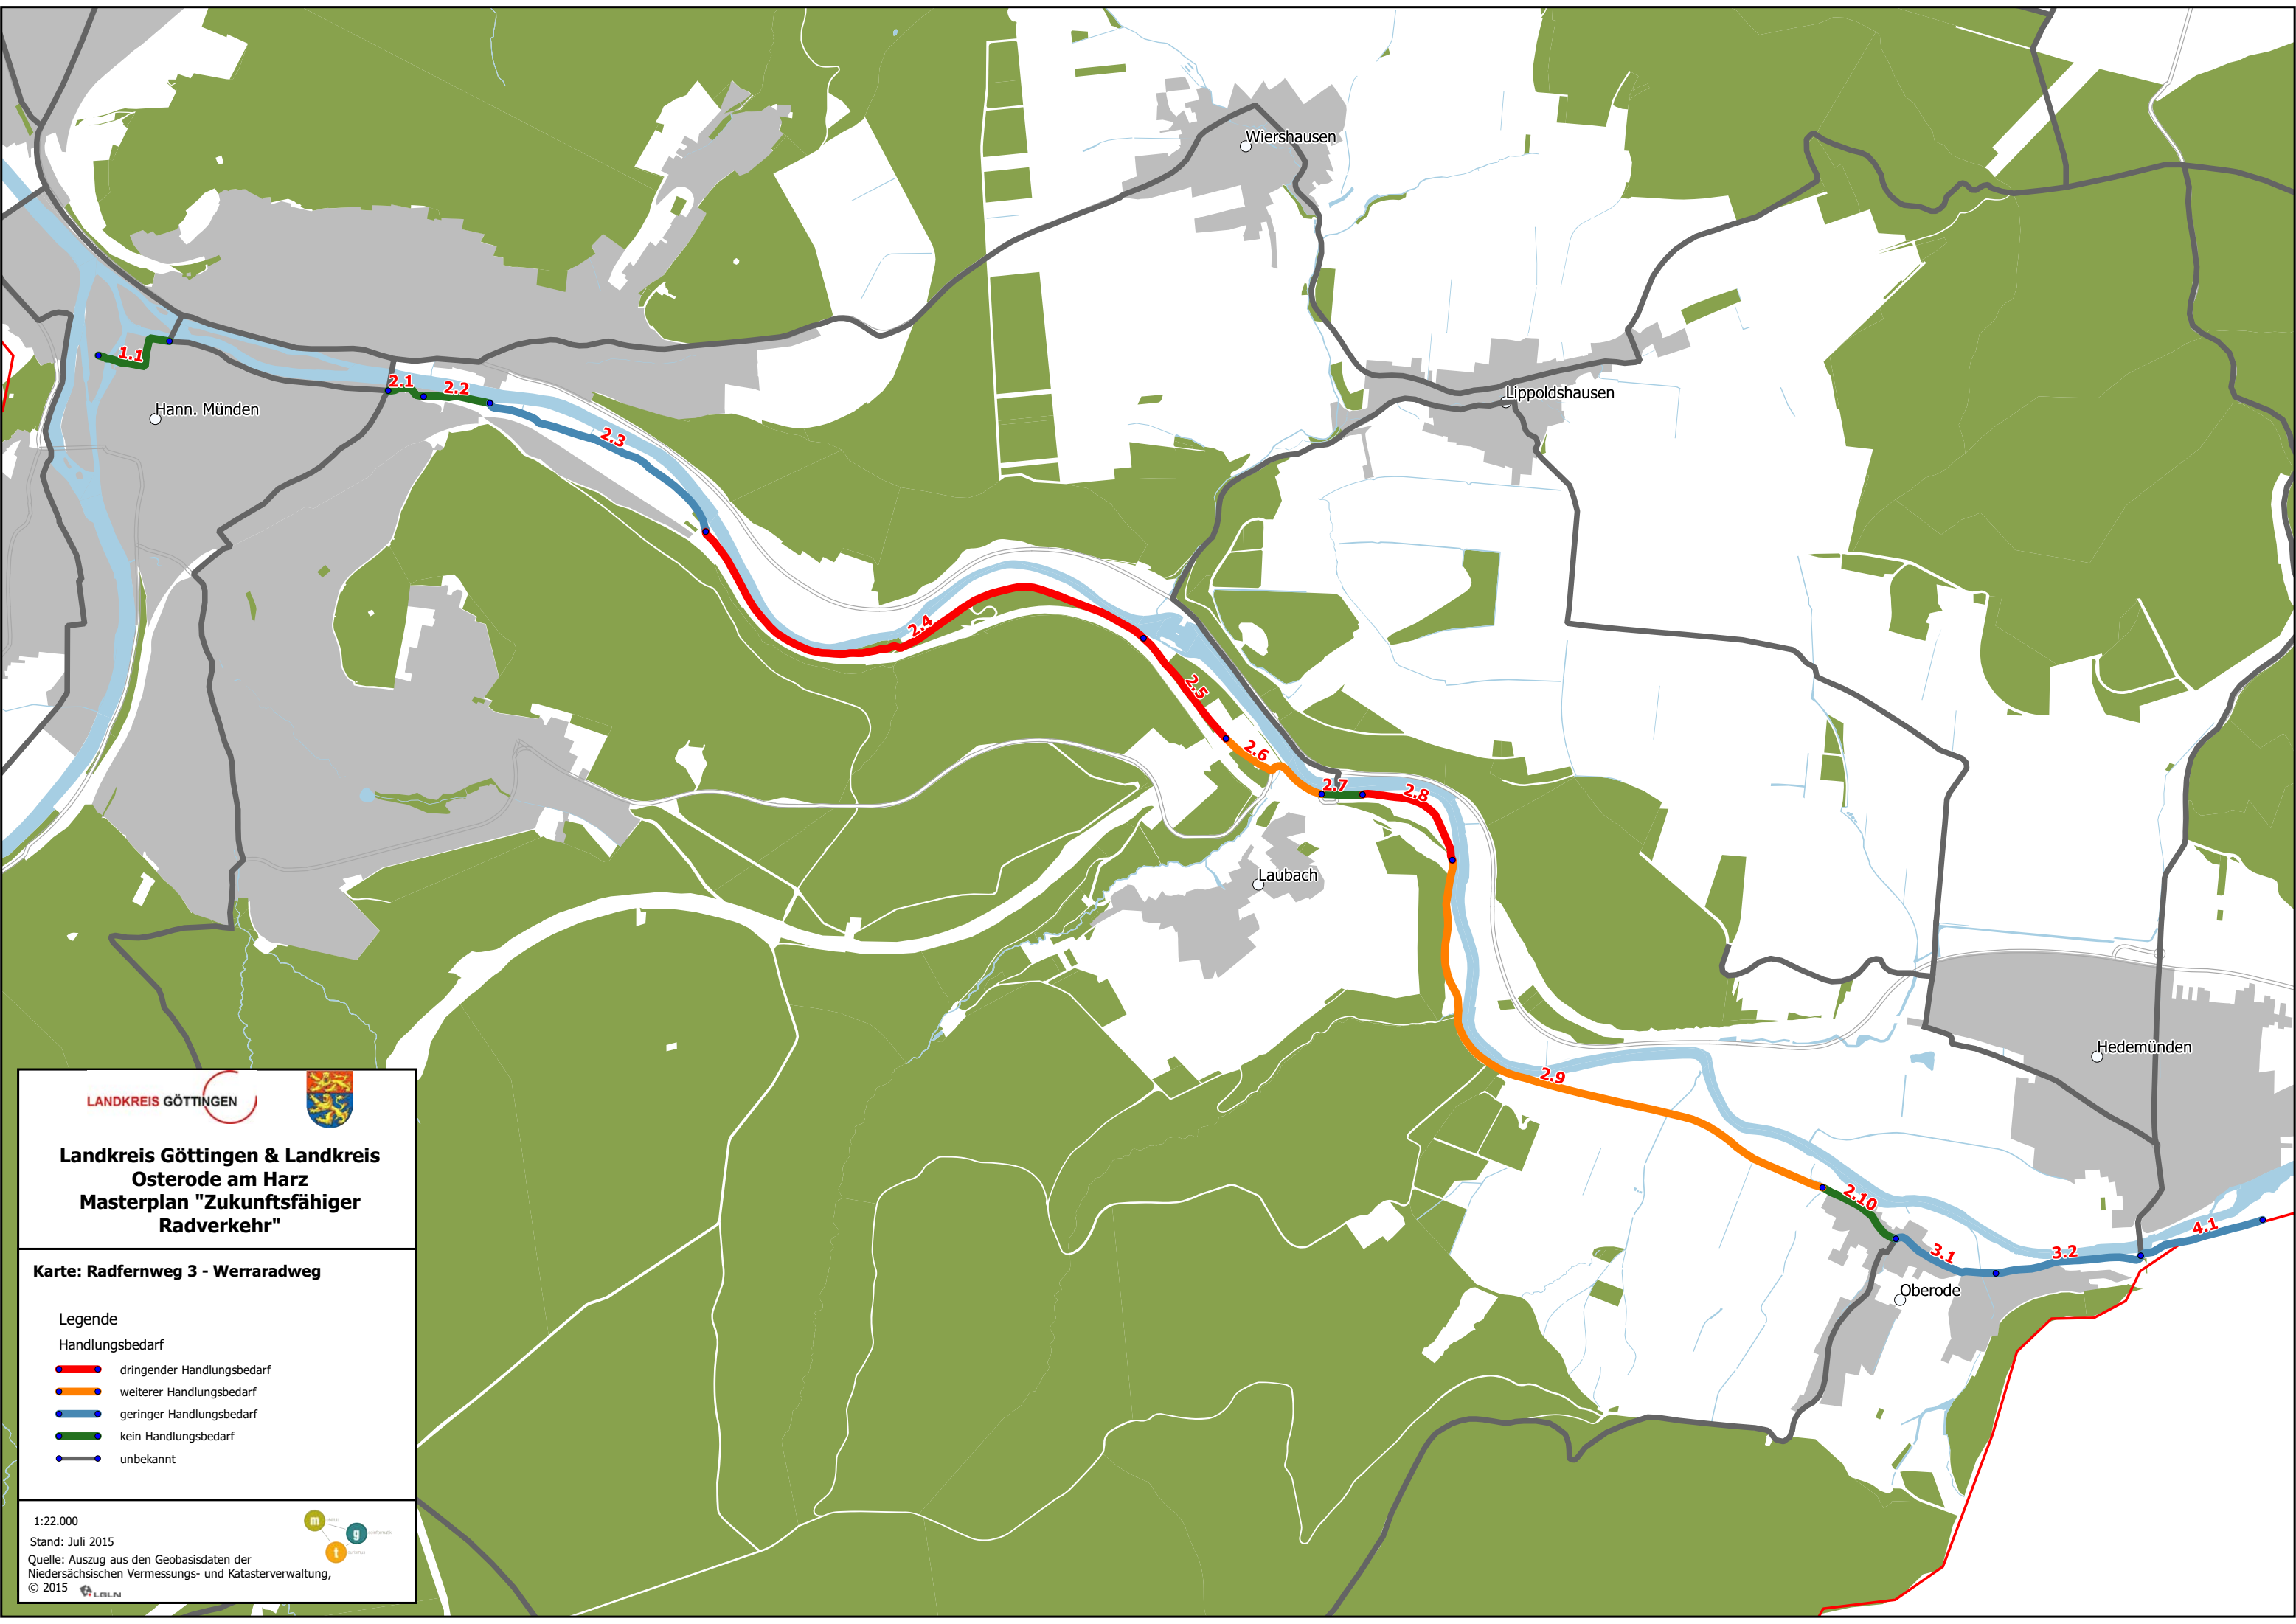 Wiershausen
Lippoldshausen
1.1
2.1
2.2
Hann. Münden
2.3
2.4
2.5
2.6
2.7
2.8
Laubach
Hedemünden
2.9
2.10
3.1
3.2
4.1
Oberode
LANDKREIS GÖTTINGEN
Landkreis Göttingen & Landkreis
Osterode am Harz
Masterplan "Zukunftsfähiger
Radverkehr"
Karte: Radfernweg 3 - Werraradweg
Legende
Handlungsbedarf
dringender Handlungsbedarf
weiterer Handlungsbedarf
geringer Handlungsbedarf
kein Handlungsbedarf
unbekannt
1:22.000
Stand: Juli 2015
Quelle: Auszug aus den Geobasisdaten der
Niedersächsischen Vermessungs- und Katasterverwaltung,
© 2015
LGLN
m
g
t